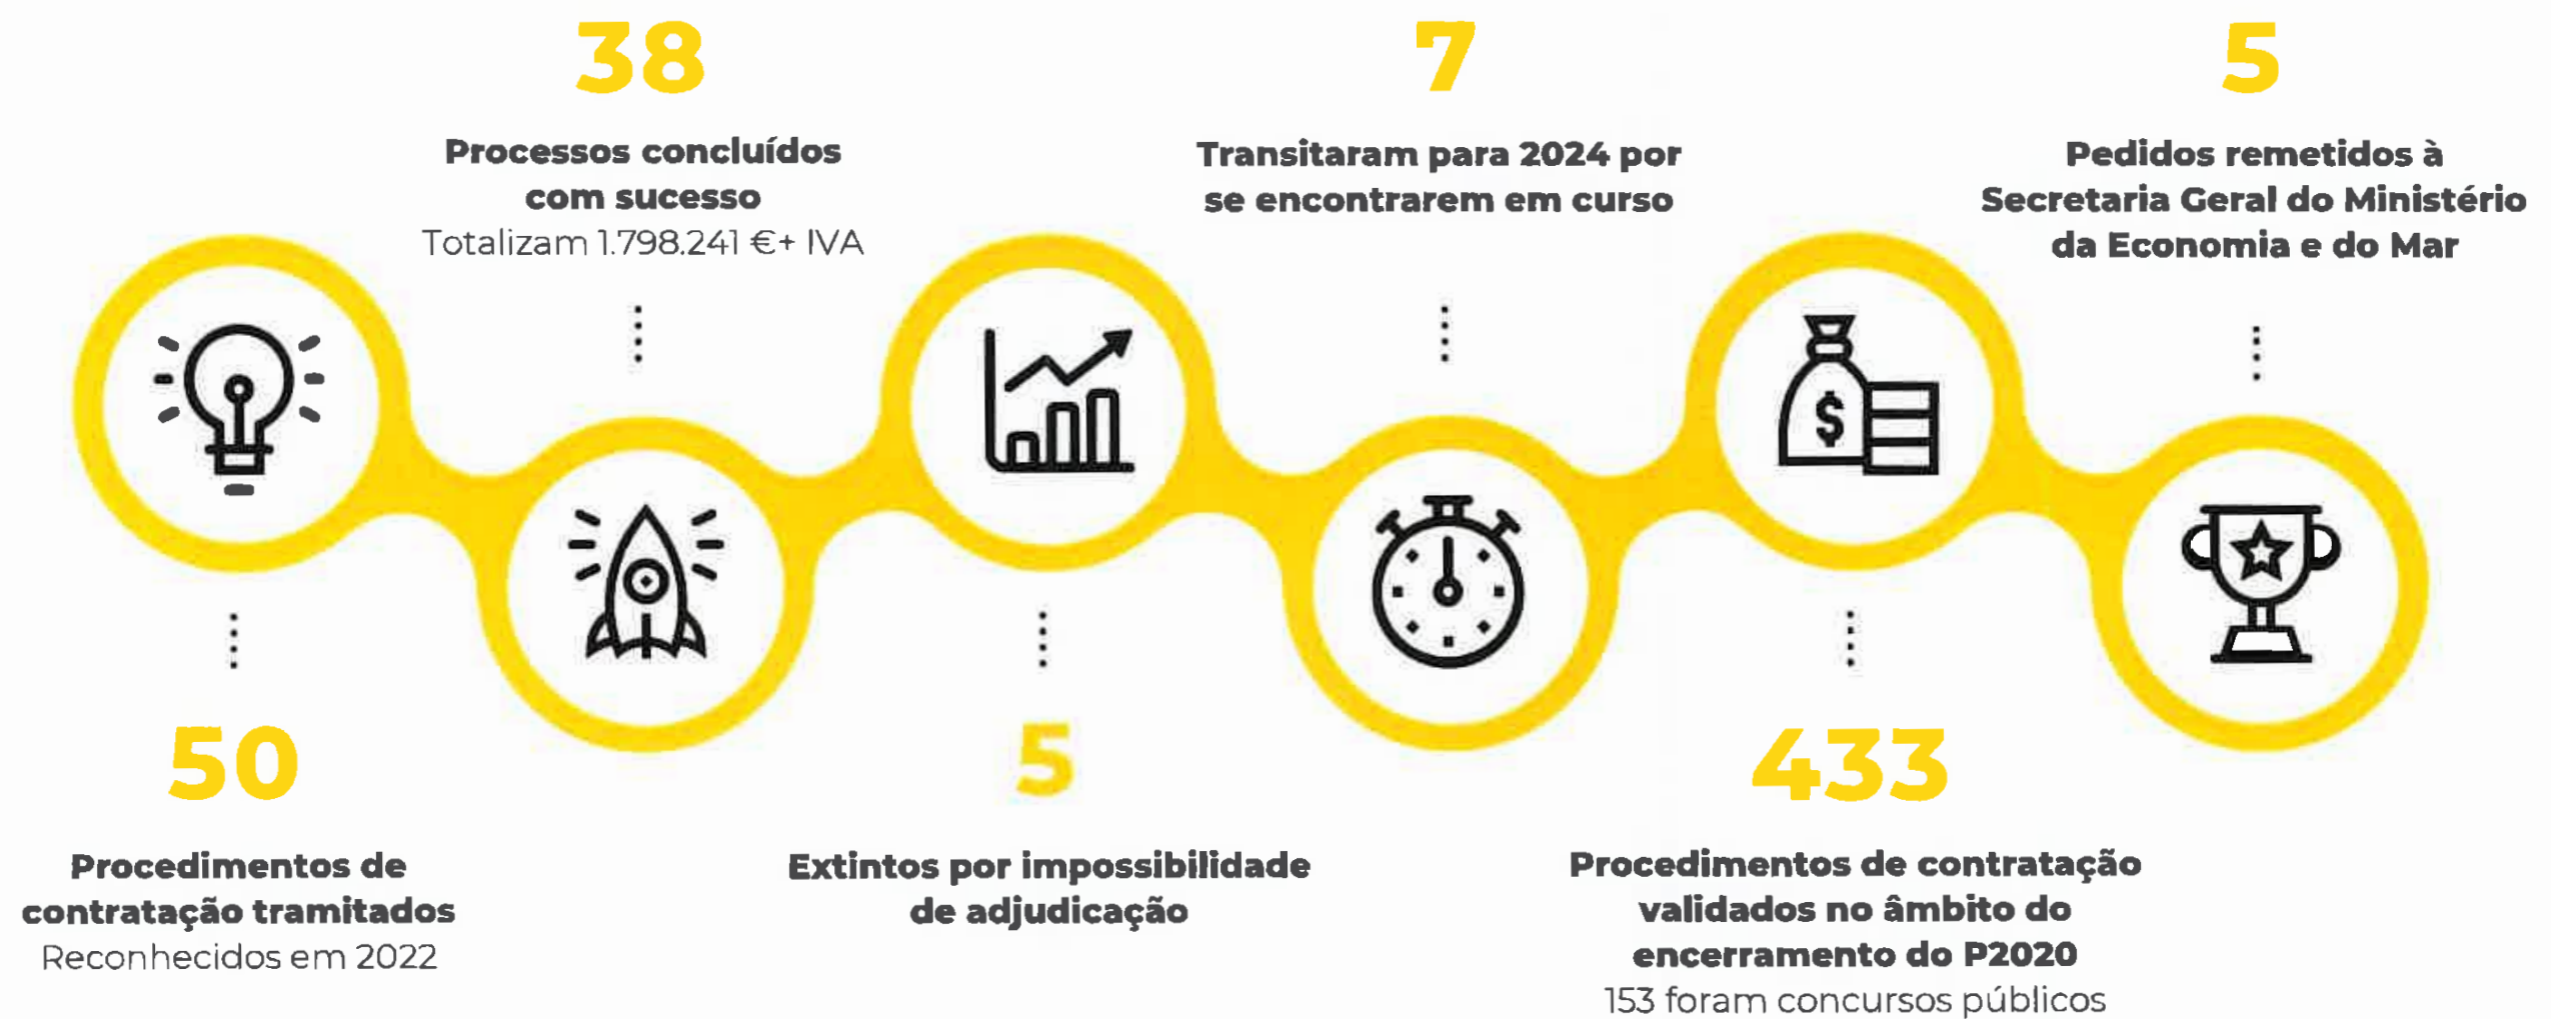 38
Processos concluídos
com sucesso
Totalizam 1.798.241 €+ IVA
7
Transitaram para 2024 por
se encontrarem em curso
5
Pedidos remetidos à
Secretaria Geral do Ministério
da Economia e do Mar
$
50
Procedimentos de
contratação tramitados
Reconhecidos em 2022
5
Extintos por impossibilidade
de adjudicação
433
Procedimentos de contratação
validados no âmbito do
encerramento do P2020
153 foram concursos públicos